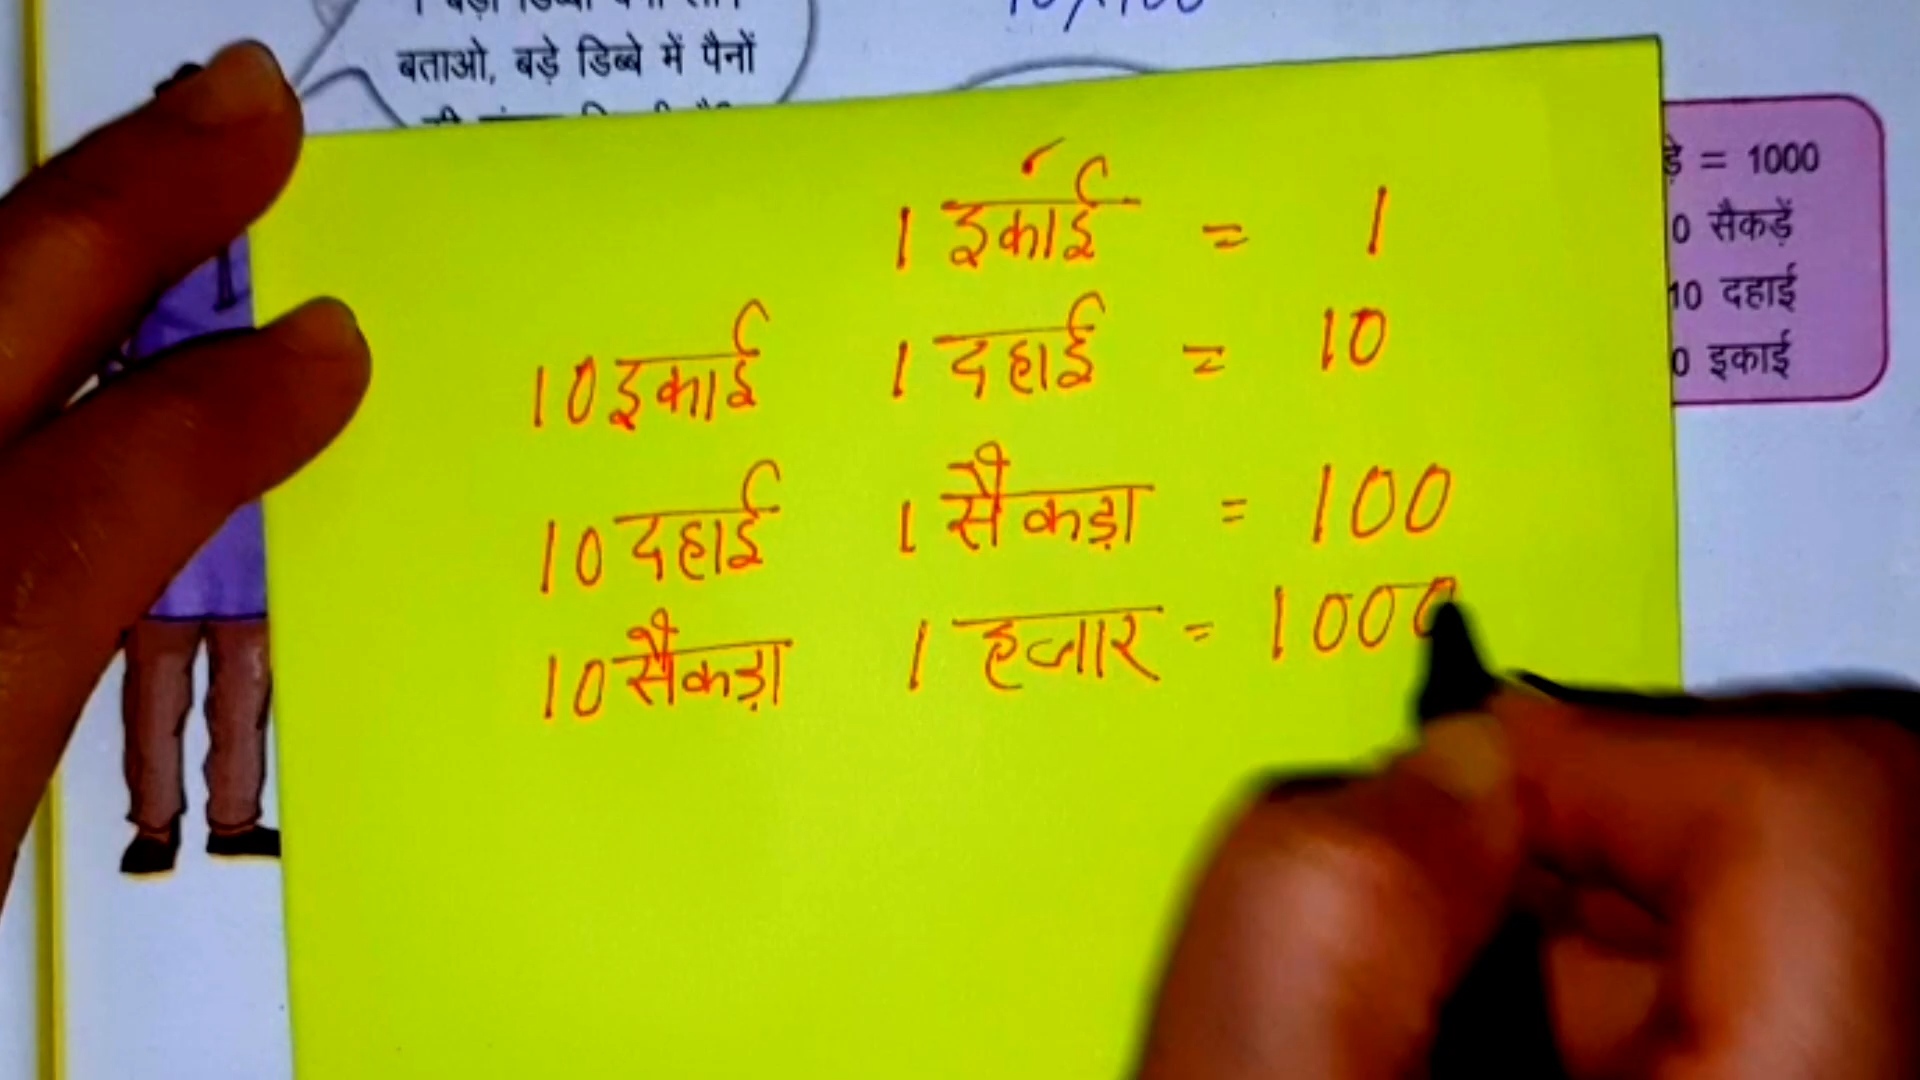 बताओ, बड़े डिब्बे में पैनों
1 इकाई = 1
10 इकाई 1 दहाई = 10
10 दहाई 1 सैकड़ा = 100
10 सैकड़ा 1 हजार = 1000
= 1000
0 सैकड़ें
10 दहाई
0 इकाई